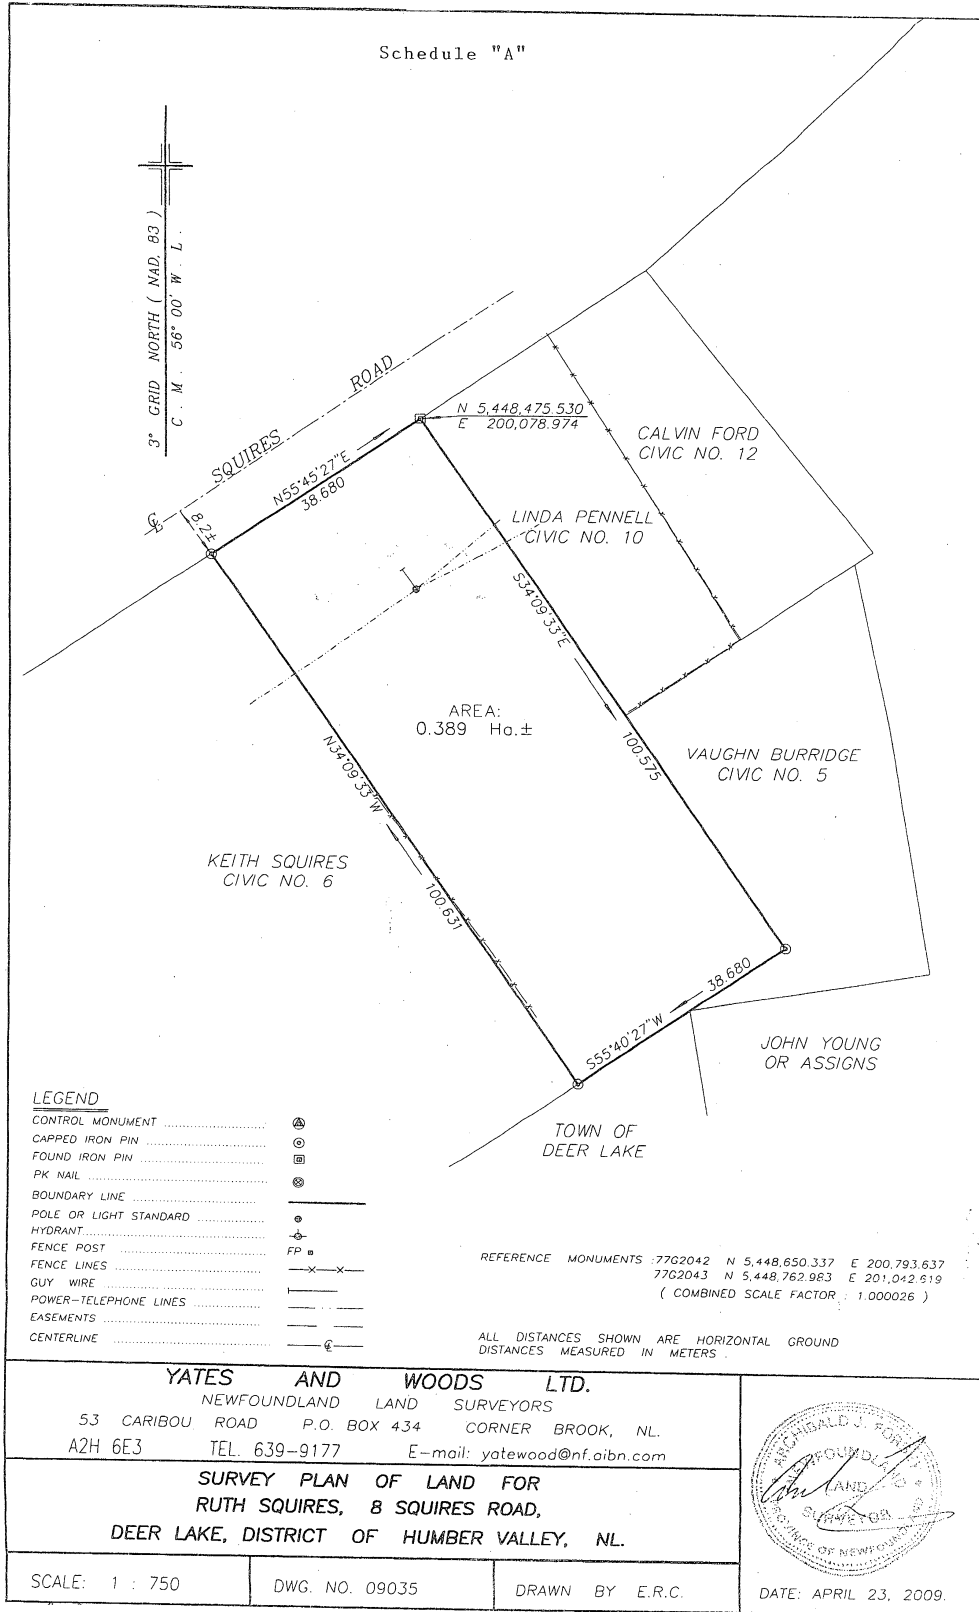 Schedule "A"
3° GRID NORTH ( NAD. 83 )
C. M. 56° 00' W. L.
SQUIRES ROAD
N 5,448,475.530
E 200,078.974
N55°45'27"E
38.680
8.2±
CALVIN FORD
CIVIC NO. 12
LINDA PENNELL
CIVIC NO. 10
S34°09'33"E
100.575
AREA:
0.389 Ha.±
VAUGHN BURRIDGE
CIVIC NO. 5
N34°09'33"W
100.631
KEITH SQUIRES
CIVIC NO. 6
38.680
S55°40'27"W
JOHN YOUNG
OR ASSIGNS
TOWN OF
DEER LAKE
LEGEND
CONTROL MONUMENT
CAPPED IRON PIN
FOUND IRON PIN
PK NAIL
BOUNDARY LINE
POLE OR LIGHT STANDARD
HYDRANT
FENCE POST FP
FENCE LINES
GUY WIRE
POWER-TELEPHONE LINES
EASEMENTS
CENTERLINE
REFERENCE MONUMENTS :77G2042 N 5,448,650.337 E 200,793.637
77G2043 N 5,448,762.983 E 201,042.619
( COMBINED SCALE FACTOR : 1.000026 )
ALL DISTANCES SHOWN ARE HORIZONTAL GROUND
DISTANCES MEASURED IN METERS .
YATES AND WOODS LTD.
NEWFOUNDLAND LAND SURVEYORS
53 CARIBOU ROAD P.O. BOX 434 CORNER BROOK, NL.
A2H 6E3 TEL. 639-9177 E-mail: yatewood@nf.aibn.com
SURVEY PLAN OF LAND FOR
RUTH SQUIRES, 8 SQUIRES ROAD,
DEER LAKE, DISTRICT OF HUMBER VALLEY, NL.
SCALE: 1 : 750
DWG. NO. 09035
DRAWN BY E.R.C.
ARCHIBALD J.
NEWFOUNDLAND
LAND
SURVEYOR
PROVINCE OF NEWFOUNDLAND
DATE: APRIL 23, 2009.